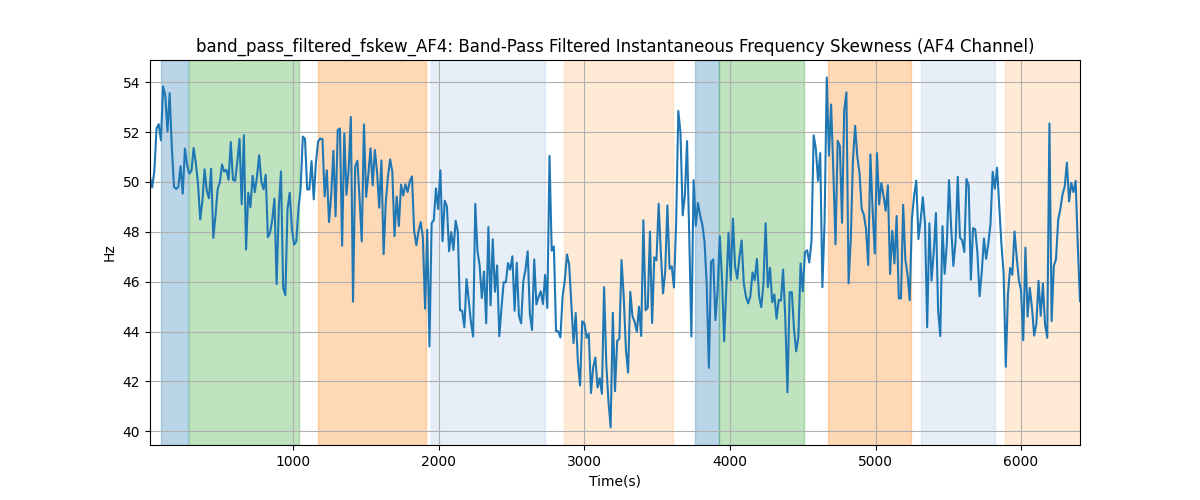 band_pass_filtered_fskew_AF4: Band-Pass Filtered Instantaneous Frequency Skewness (AF4 Channel)
54
52
50
48
46
44
42
40
Hz
1000 2000 3000 4000 5000 6000
Time(s)